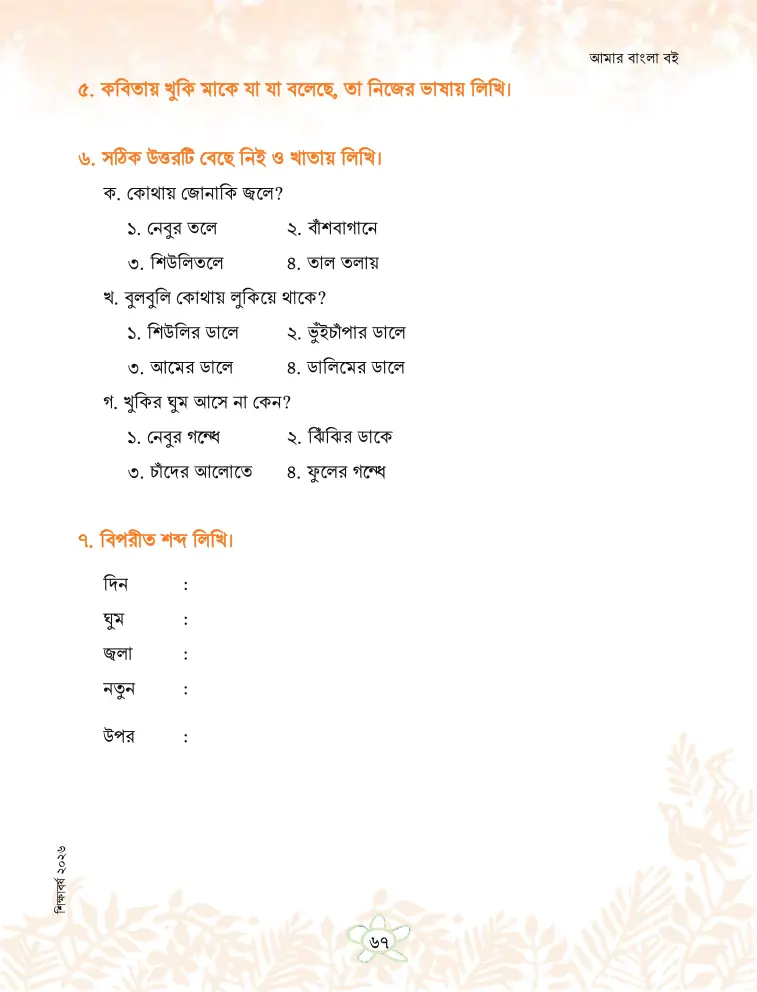 আমার বাংলা বই
৫. কবিতায় খুকি মাকে যা যা বলেছে, তা নিজের ভাষায় লিখি।
৬. সঠিক উত্তরটি বেছে নিই ও খাতায় লিখি।
ক. কোথায় জোনাকি জ্বলে?
১. নেবুর তলে ২. বাঁশবাগানে
৩. শিউলিতলে ৪. তাল তলায়
খ. বুলবুলি কোথায় লুকিয়ে থাকে?
১. শিউলির ডালে ২. ভুঁইচাঁপার ডালে
৩. আমের ডালে ৪. ডালিমের ডালে
গ. খুকির ঘুম আসে না কেন?
১. নেবুর গন্ধে ২. ঝিঁঝির ডাকে
৩. চাঁদের আলোতে ৪. ফুলের গন্ধে
৭. বিপরীত শব্দ লিখি।
দিন :
ঘুম :
জ্বলা :
নতুন :
উপর :
শিক্ষাবর্ষ ২০২৬
৬৭